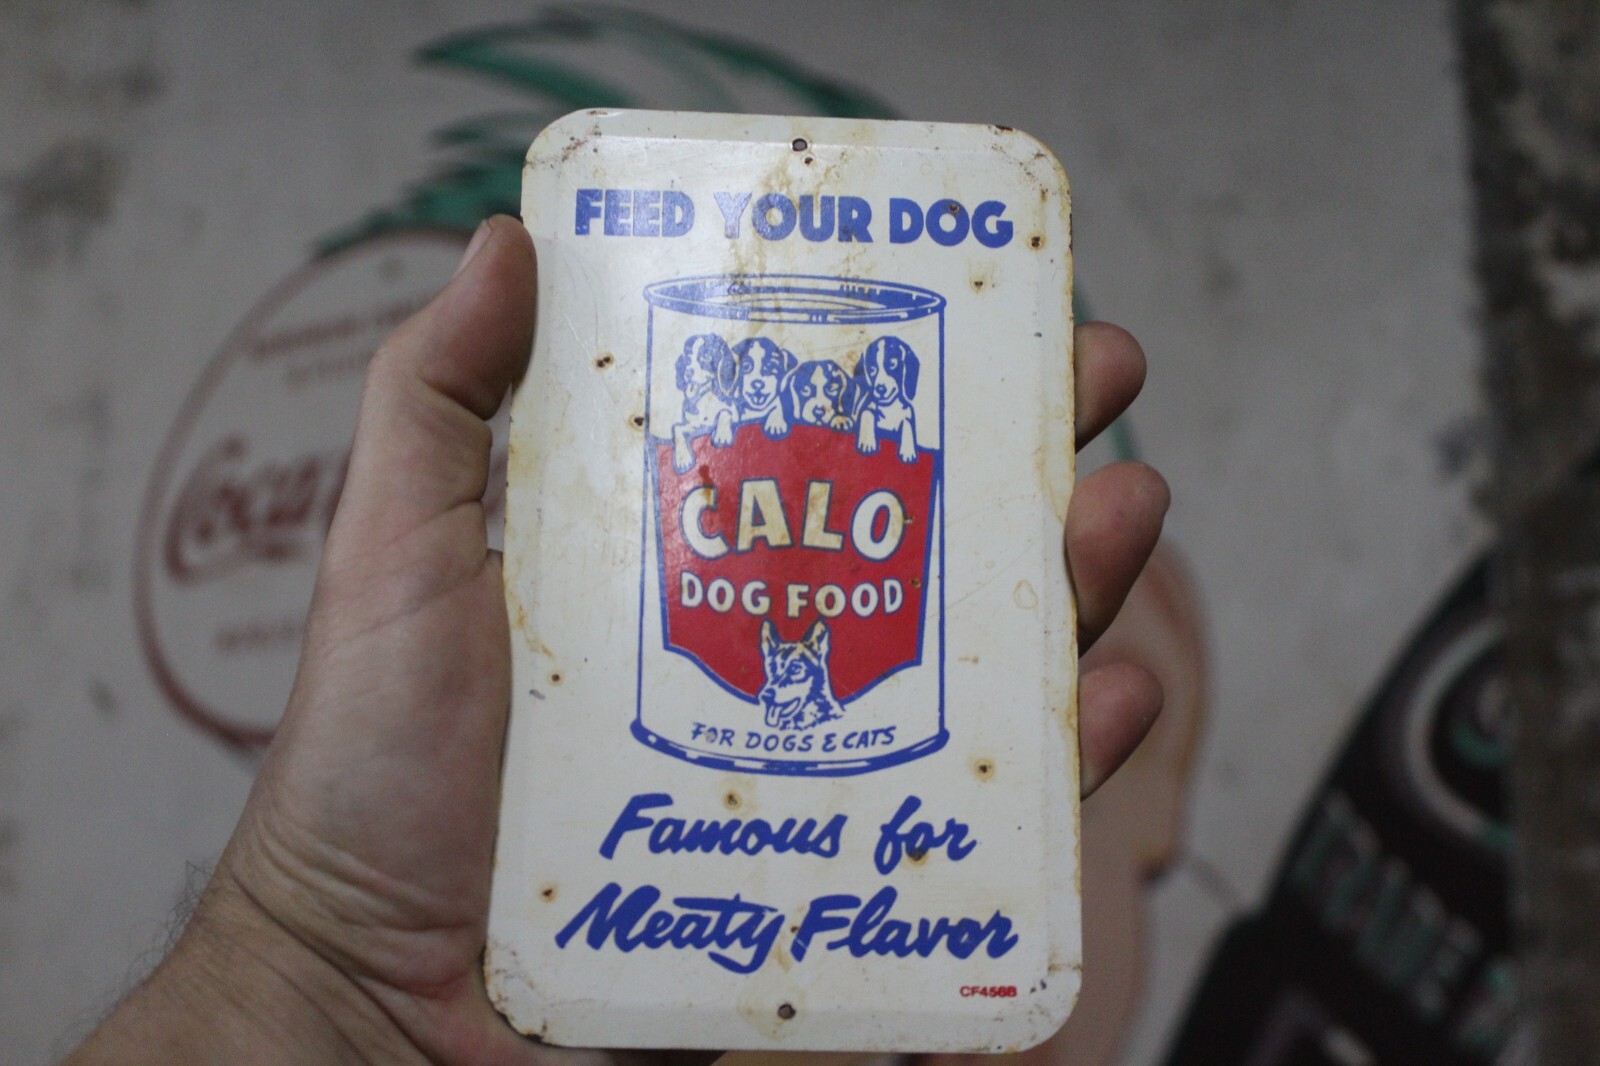 FEED YOUR DOG
CALO
DOG FOOD
FOR DOGS & CATS
Famous for
Meaty Flavor
CF456B